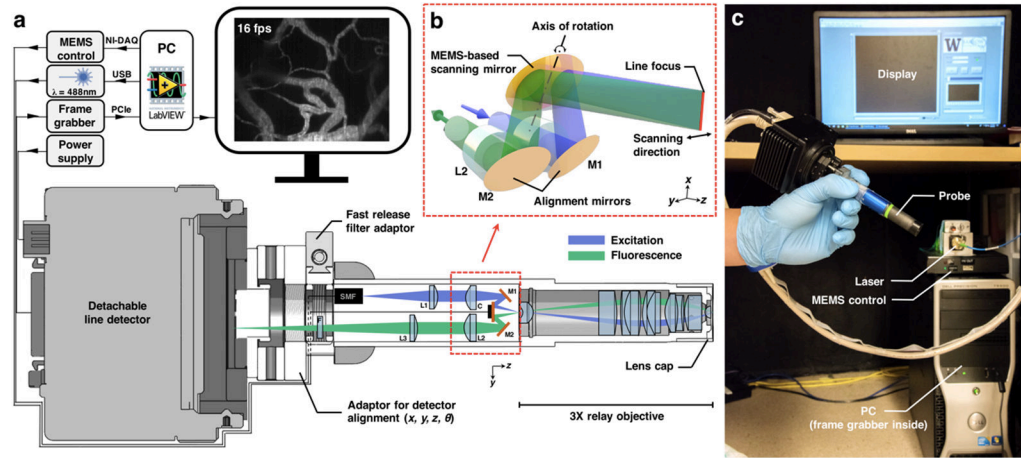 a
16 fps
MEMS
control
NI-DAQ
PC
λ = 488nm
USB
Frame
grabber
PCIe
LabVIEW™
Power
supply
Detachable
line detector
Fast release
filter adaptor
SMF
F
L1
C
M1
L3
L2
M2
Lens cap
Adaptor for detector
alignment (x, y, z, θ)
3X relay objective
z
y
b
Axis of rotation
MEMS-based
scanning mirror
Line focus
Scanning
direction
L2
M2
M1
Alignment mirrors
x
y
z
Excitation
Fluorescence
c
Display
W
Probe
Laser
MEMS control
PC
(frame grabber inside)